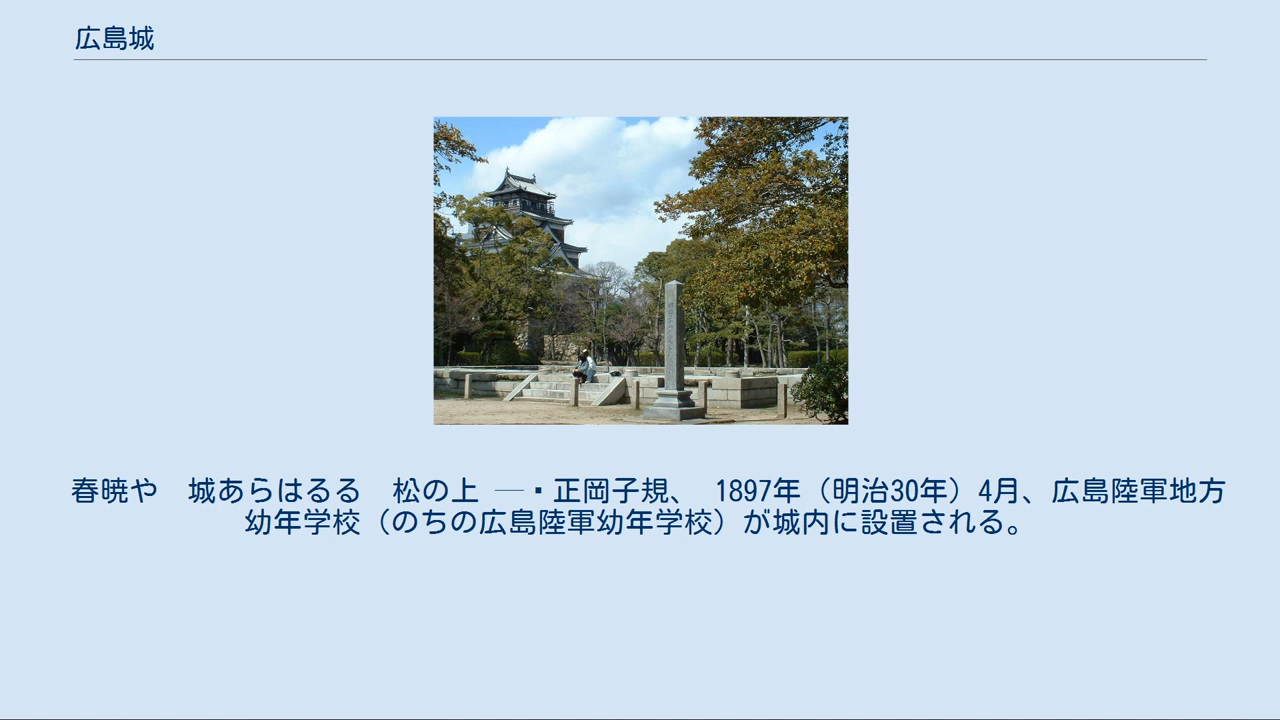 広島城
春暁や　城あらはるる　松の上 ─・正岡子規、 1897年（明治30年）4月、広島陸軍地方
幼年学校（のちの広島陸軍幼年学校）が城内に設置される。